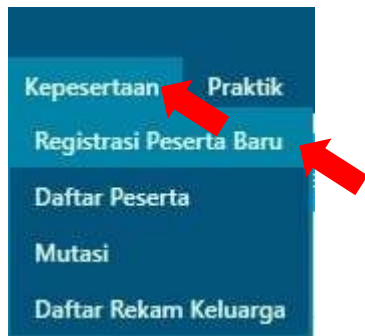 Kepesertaan Praktik
Registrasi Peserta Baru
Daftar Peserta
Mutasi
Daftar Rekam Keluarga